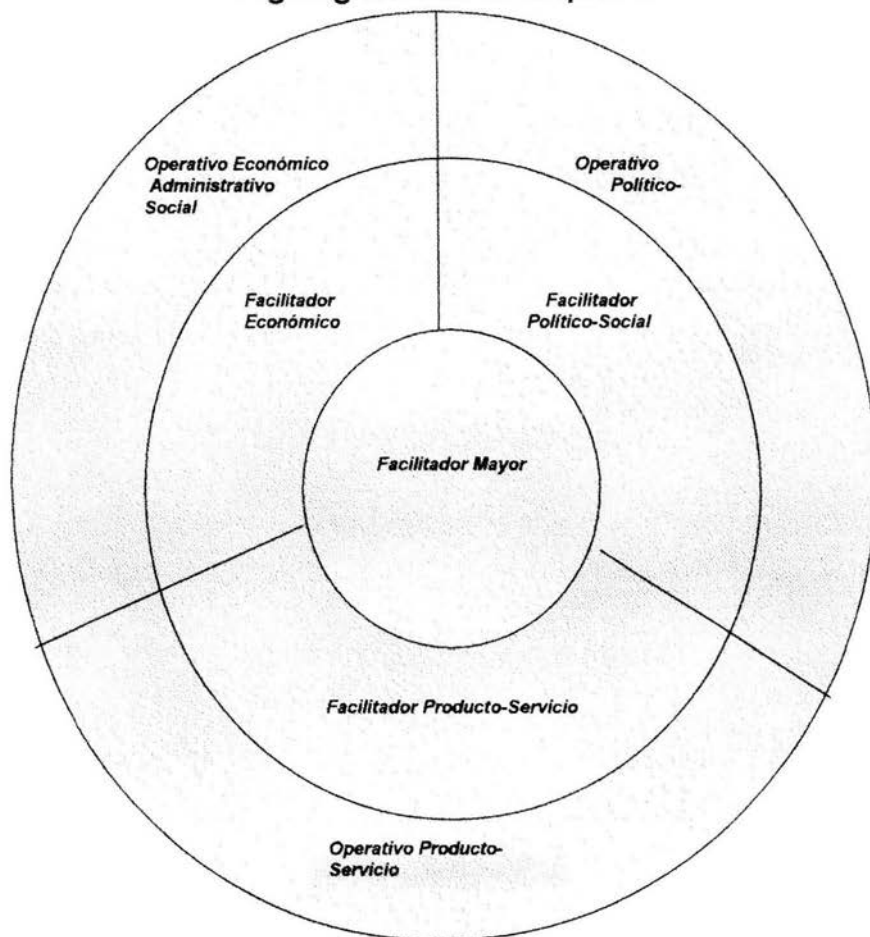 Operativo Económico
Administrativo
Social
Operativo
Político-
Facilitador
Económico
Facilitador
Político-Social
Facilitador Mayor
Facilitador Producto-Servicio
Operativo Producto-
Servicio